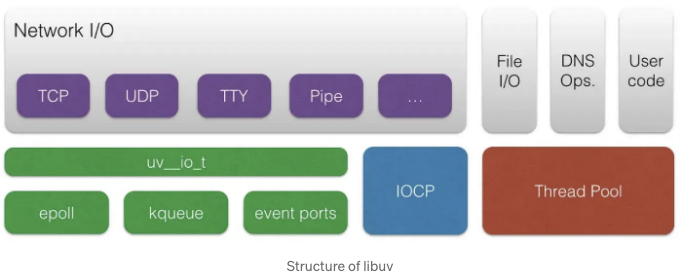 Network I/O
TCP
UDP
TTY
Pipe
...
File
I/O
DNS
Ops.
User
code
uv__io_t
epoll
kqueue
event ports
IOCP
Thread Pool
Structure of libuv